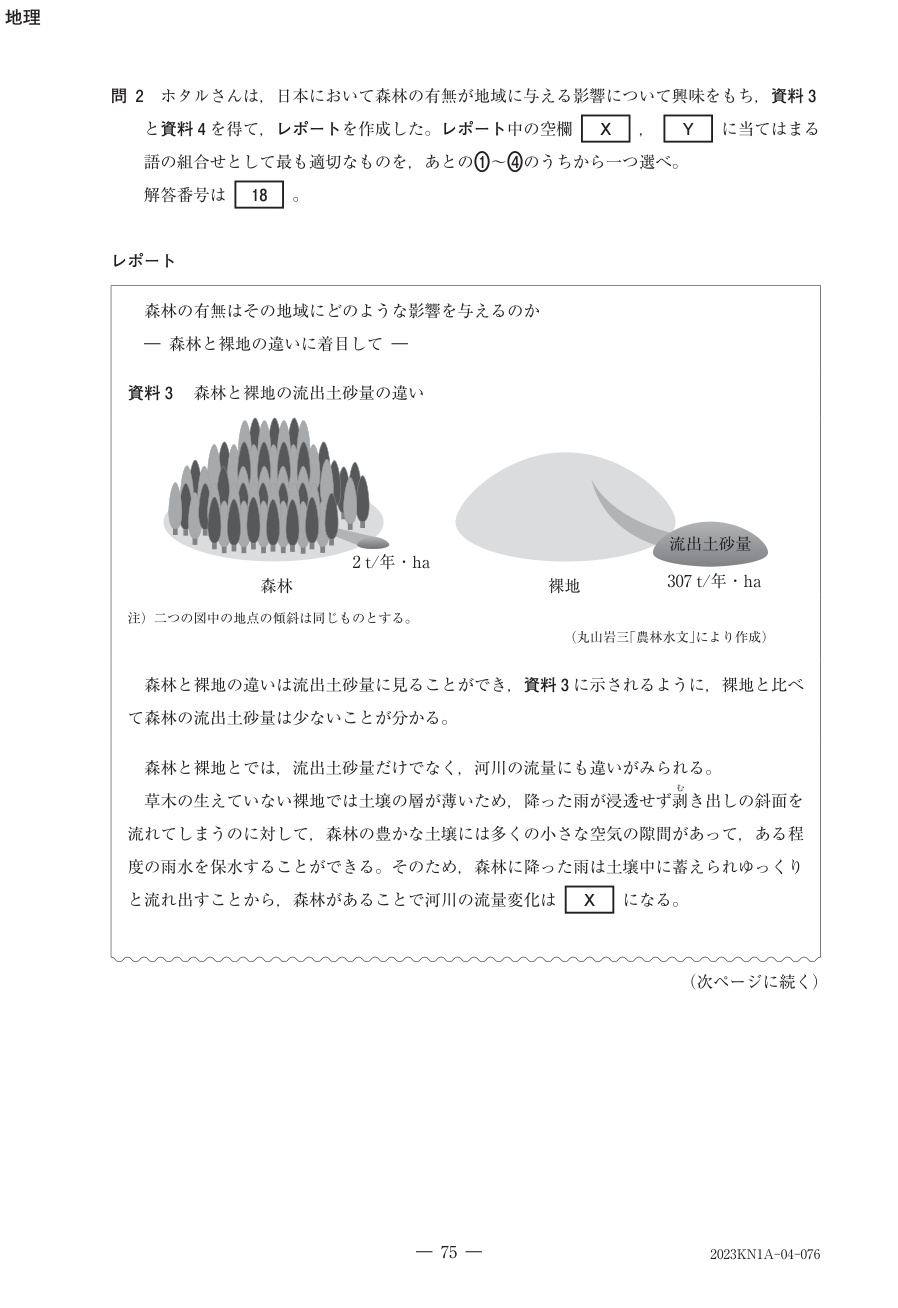 地理
問 2 ホタルさんは，日本において森林の有無が地域に与える影響について興味をもち，資料3
と資料4を得て，レポートを作成した。レポート中の空欄 X ， Y に当てはまる
語の組合せとして最も適切なものを，あとの①～④のうちから一つ選べ。
解答番号は 18 。
レポート
森林の有無はその地域にどのような影響を与えるのか
― 森林と裸地の違いに着目して ―
資料3 森林と裸地の流出土砂量の違い
流出土砂量
2 t/年・ha
307 t/年・ha
森林
裸地
注）二つの図中の地点の傾斜は同じものとする。
（丸山岩三「農林水文」により作成）
森林と裸地の違いは流出土砂量に見ることができ，資料3に示されるように，裸地と比べ
て森林の流出土砂量は少ないことが分かる。
森林と裸地とでは，流出土砂量だけでなく，河川の流量にも違いがみられる。
む
草木の生えていない裸地では土壌の層が薄いため，降った雨が浸透せず剥き出しの斜面を
流れてしまうのに対して，森林の豊かな土壌には多くの小さな空気の隙間があって，ある程
度の雨水を保水することができる。そのため，森林に降った雨は土壌中に蓄えられゆっくり
と流れ出すことから，森林があることで河川の流量変化は X になる。
（次ページに続く）
― 75 ―
2023KN1A-04-076